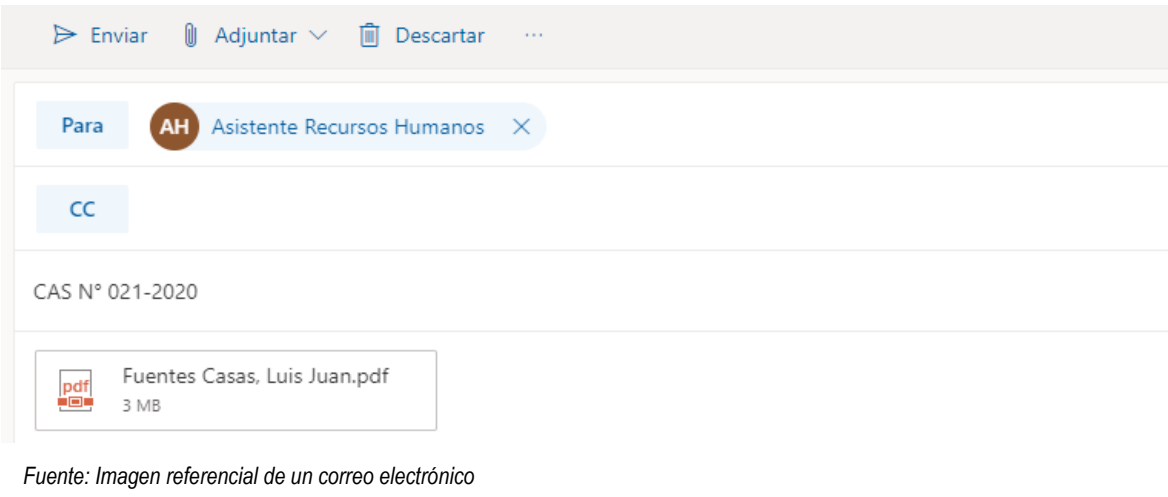 Enviar Adjuntar Descartar ...
Para AH Asistente Recursos Humanos
CC
CAS N° 021-2020
pdf Fuentes Casas, Luis Juan.pdf
3 MB
Fuente: Imagen referencial de un correo electrónico